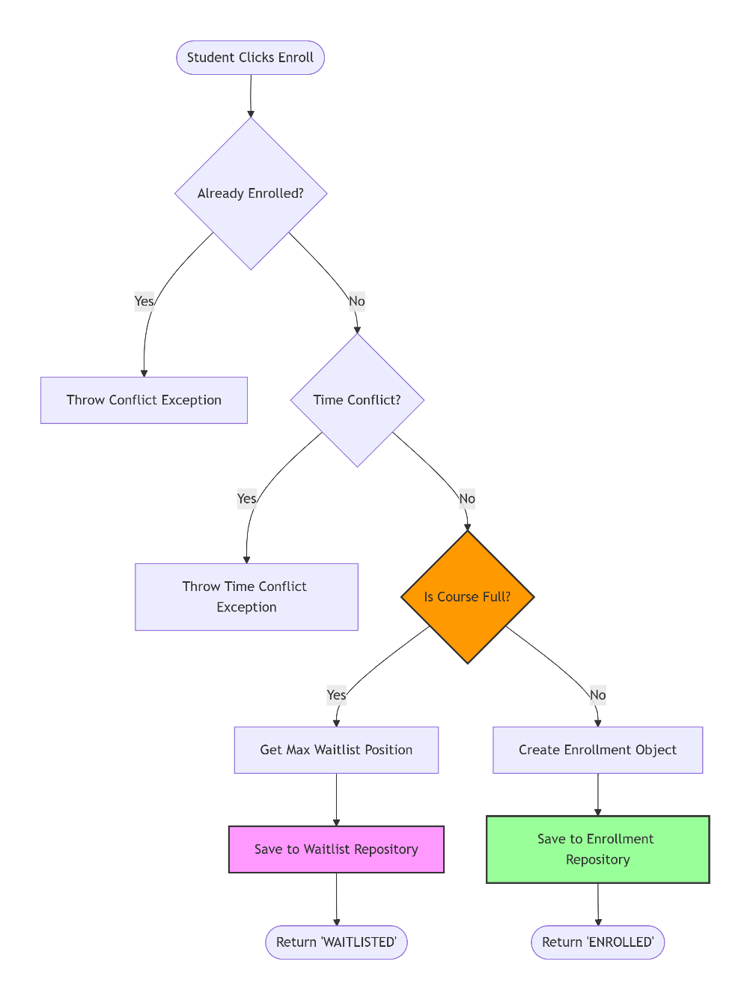 Student Clicks Enroll
Already Enrolled?
Yes
No
Throw Conflict Exception
Time Conflict?
Yes
No
Throw Time Conflict
Exception
Is Course Full?
Yes
No
Get Max Waitlist Position
Create Enrollment Object
Save to Waitlist Repository
Save to Enrollment
Repository
Return 'WAITLISTED'
Return 'ENROLLED'